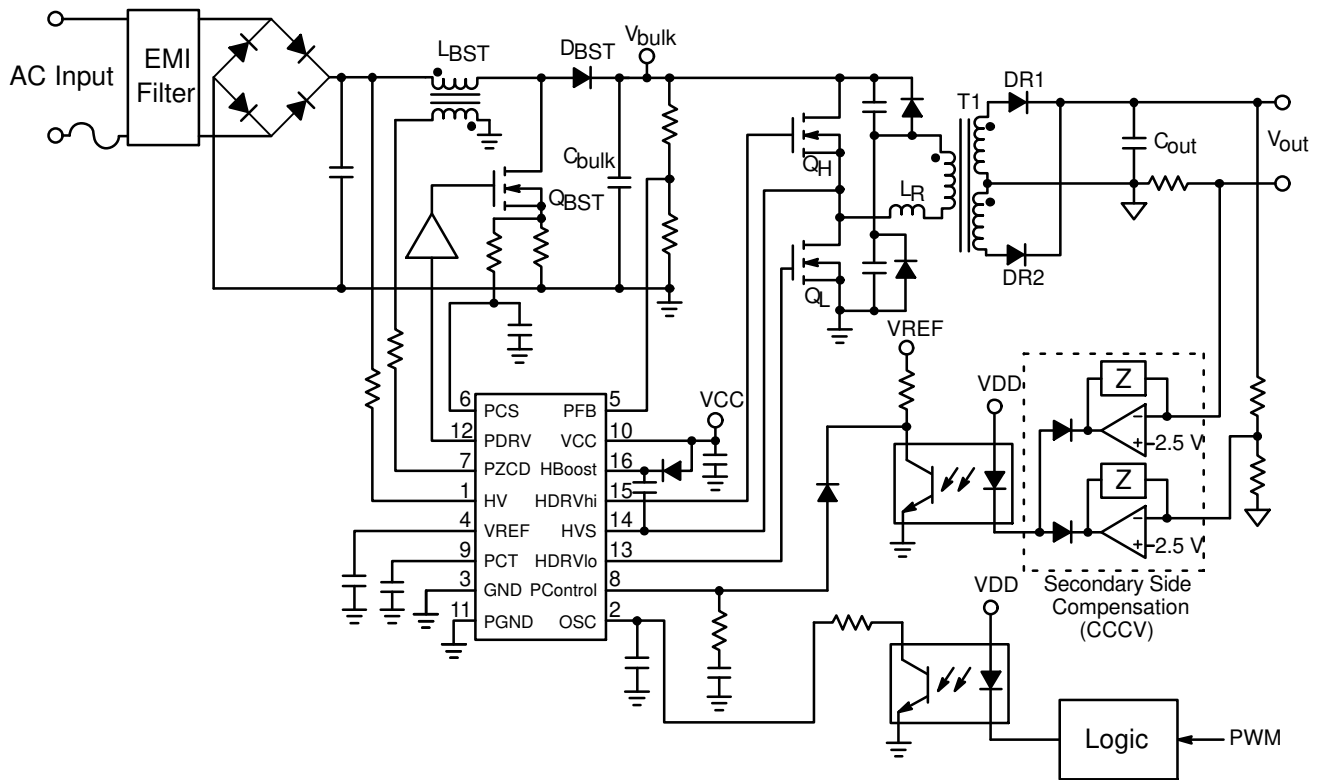 AC Input
EMI
Filter
LBST
DBST
Vbulk
Cbulk
QBST
QH
QL
LR
T1
DR1
DR2
Cout
Vout
VREF
VDD
Z
−
+
2.5 V
Z
−
+
2.5 V
Secondary Side
Compensation
(CCCV)
VCC
6 PCS PFB 5
12 PDRV VCC 10
7 PZCD HBoost 16
1 HV HDRVhi 15
4 VREF HVS 14
9 PCT HDRVlo 13
3 GND PControl 8
11 PGND OSC 2
VDD
Logic
PWM